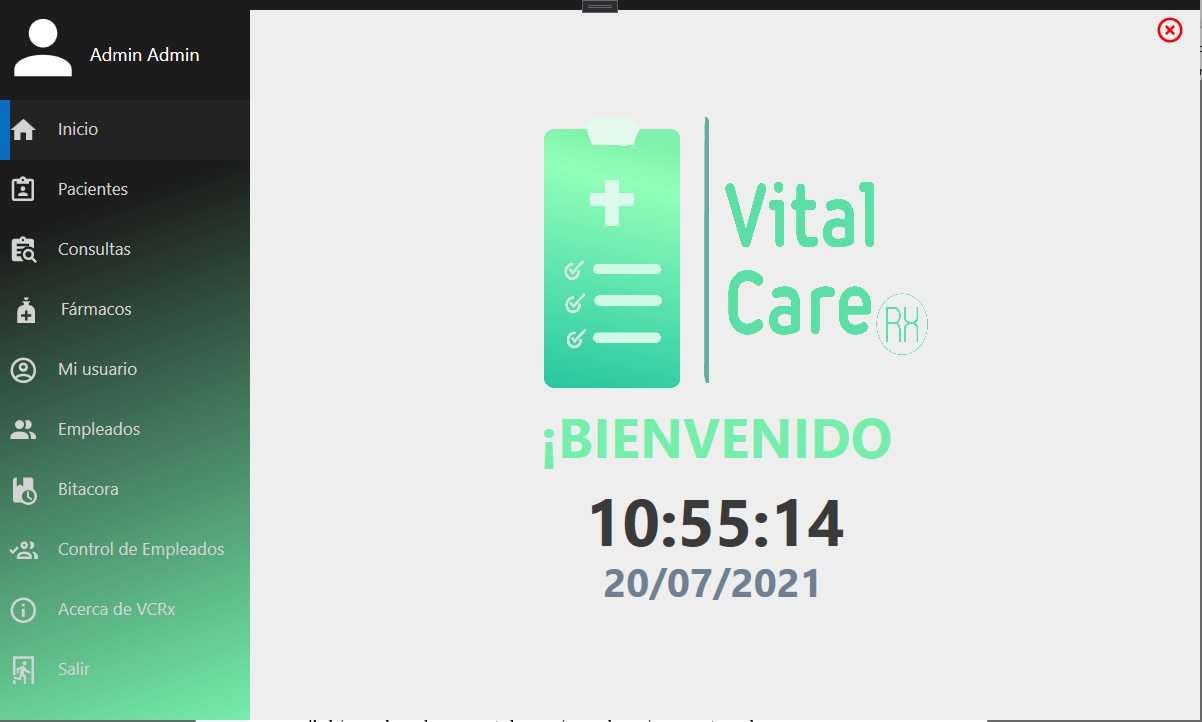 Admin Admin
Inicio
Pacientes
Consultas
Fármacos
Mi usuario
Empleados
Bitacora
Control de Empleados
Acerca de VCRx
Salir
Vital
Care
RX
¡BIENVENIDO
10:55:14
20/07/2021